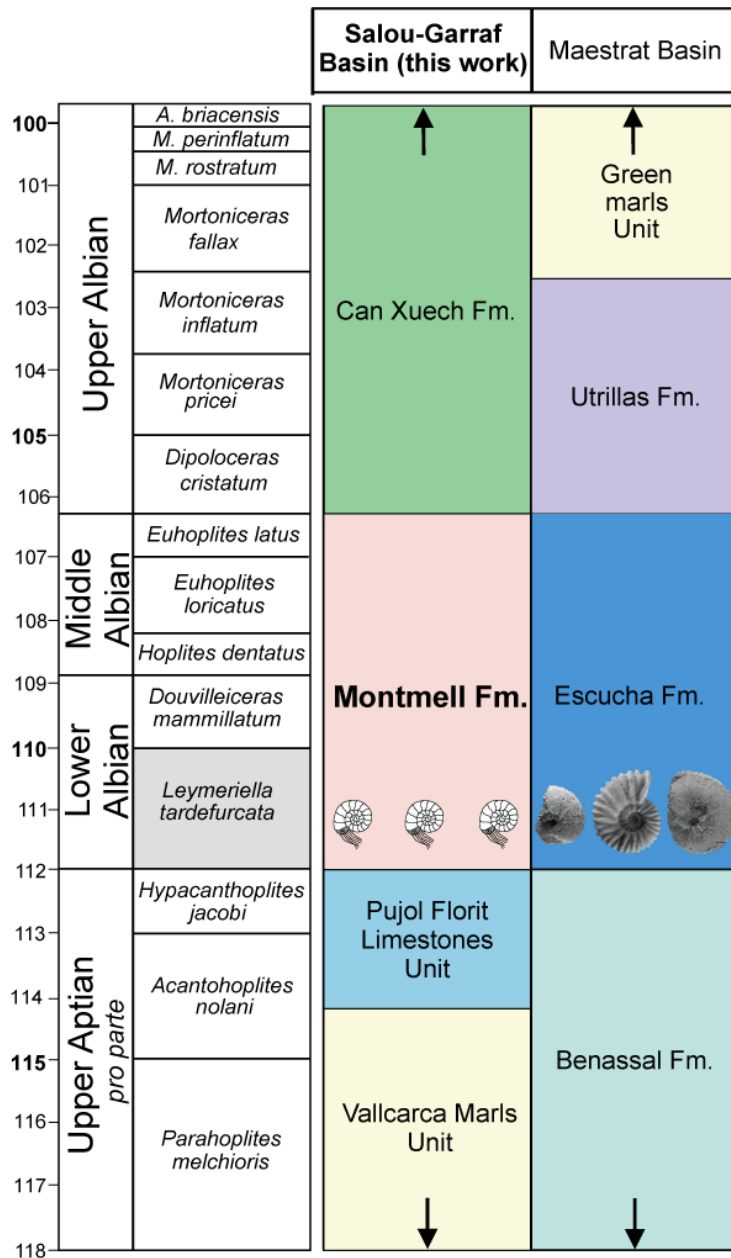 Salou-Garraf
Basin (this work)
Maestrat Basin
100
101
102
103
104
105
106
107
108
109
110
111
112
113
114
115
116
117
118
Upper Albian
Middle
Albian
Lower
Albian
Upper Aptian
pro parte
A. briacensis
M. perinflatum
M. rostratum
Mortoniceras
fallax
Mortoniceras
inflatum
Mortoniceras
pricei
Dipoloceras
cristatum
Euhoplites latus
Euhoplites
loricatus
Hoplites dentatus
Douvilleiceras
mammillatum
Leymeriella
tardefurcata
Hypacanthoplites
jacobi
Acantohoplites
nolani
Parahoplites
melchioris
Can Xuech Fm.
Montmell Fm.
Pujol Florit
Limestones
Unit
Vallcarca Marls
Unit
Green
marls
Unit
Utrillas Fm.
Escucha Fm.
Benassal Fm.